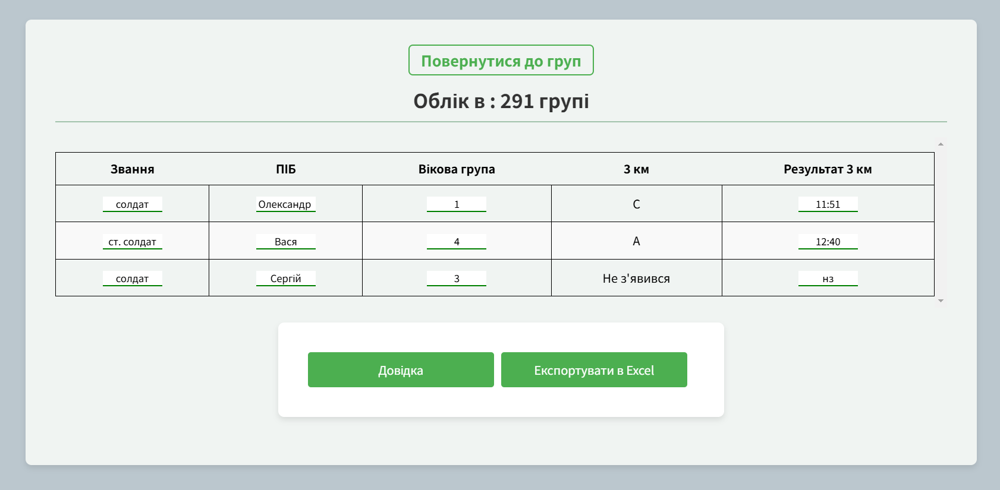 Повернутися до груп
Облік в : 291 групі
Звання ПІБ Вікова група 3 км Результат 3 км
солдат Олександр 1 C 11:51
ст. солдат Вася 4 A 12:40
солдат Сергій 3 Не з'явився нз
Довідка Експортувати в Excel